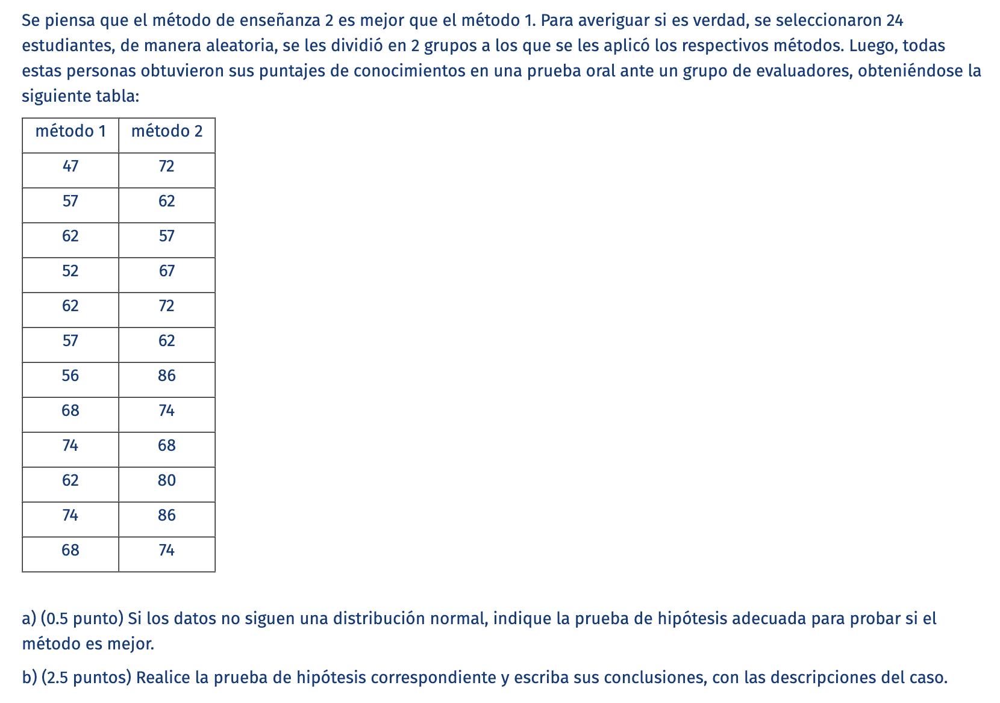 Se piensa que el método de enseñanza 2 es mejor que el método 1. Para averiguar si es verdad, se seleccionaron 24
estudiantes, de manera aleatoria, se les dividió en 2 grupos a los que se les aplicó los respectivos métodos. Luego, todas
estas personas obtuvieron sus puntajes de conocimientos en una prueba oral ante un grupo de evaluadores, obteniéndose la
siguiente tabla:
método 1 método 2
47 72
57 62
62 57
52 67
62 72
57 62
56 86
68 74
74 68
62 80
74 86
68 74
a) (0.5 punto) Si los datos no siguen una distribución normal, indique la prueba de hipótesis adecuada para probar si el
método es mejor.
b) (2.5 puntos) Realice la prueba de hipótesis correspondiente y escriba sus conclusiones, con las descripciones del caso.